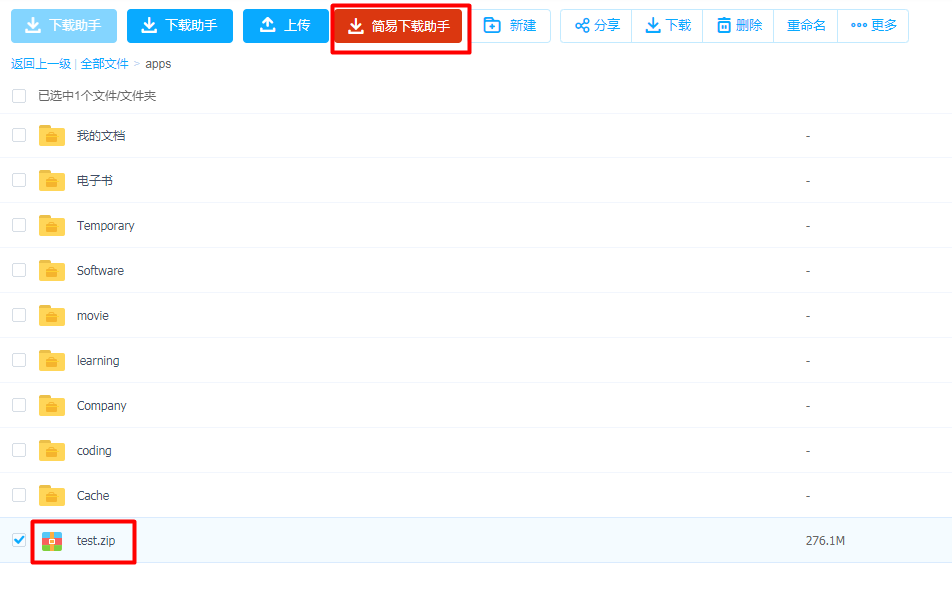 下载助手 下载助手 上传 简易下载助手 新建 分享 下载 删除 重命名 更多
返回上一级 | 全部文件 > apps
已选中1个文件/文件夹
我的文档 -
电子书 -
Temporary -
Software -
movie -
learning -
Company -
coding -
Cache -
test.zip 276.1M